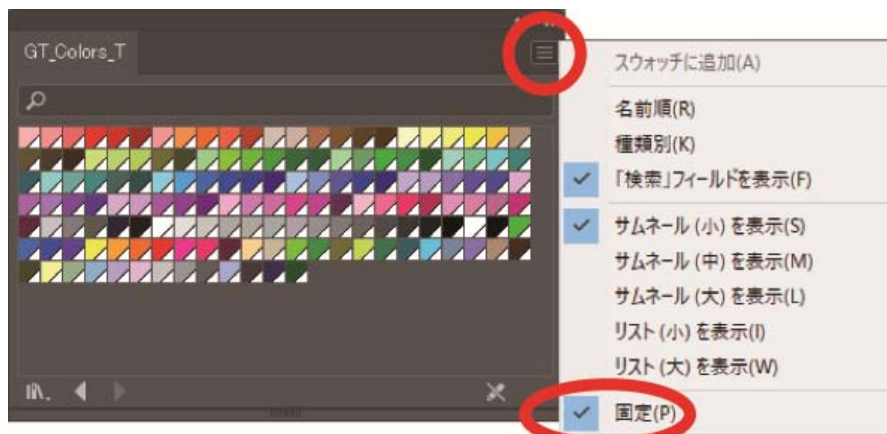 GT_Colors_T
スウォッチに追加(A)
名前順(R)
種類別(K)
「検索」フィールドを表示(F)
サムネール (小) を表示(S)
サムネール (中) を表示(M)
サムネール (大) を表示(L)
リスト (小) を表示(I)
リスト (大) を表示(W)
固定(P)